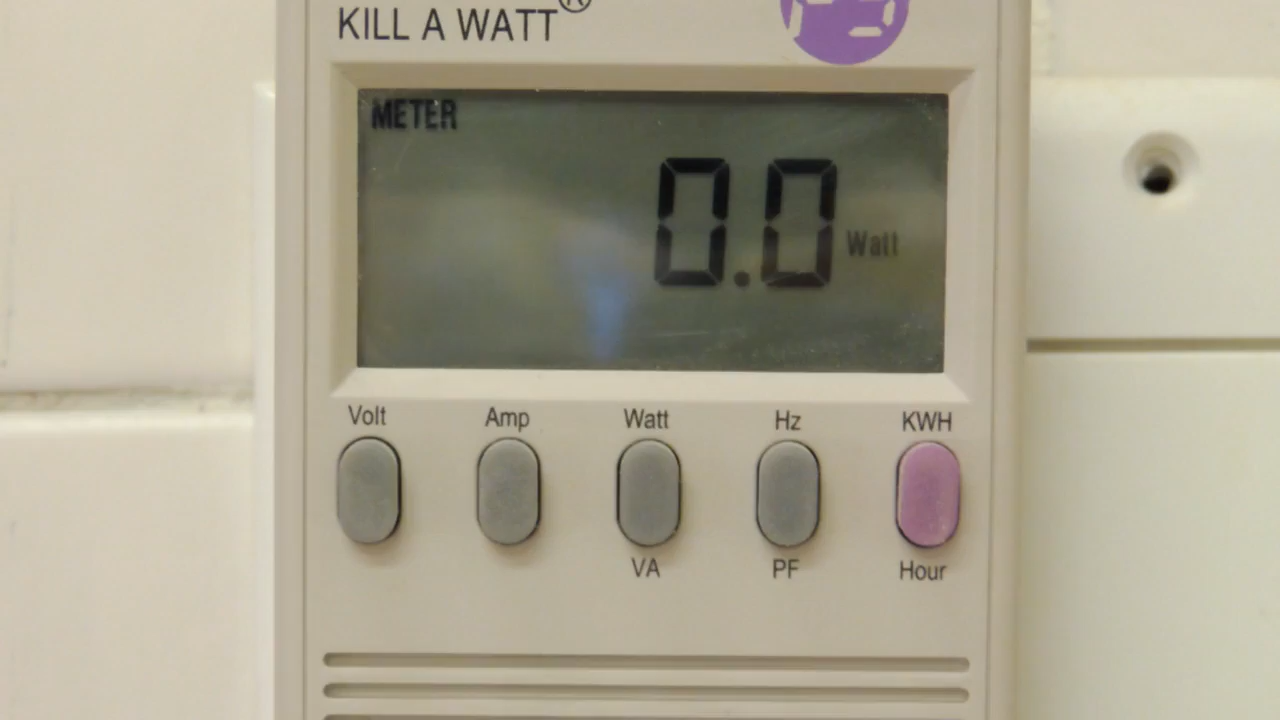 KILL A WATT®
METER
0.0 Watt
Volt Amp Watt Hz KWH
VA PF Hour